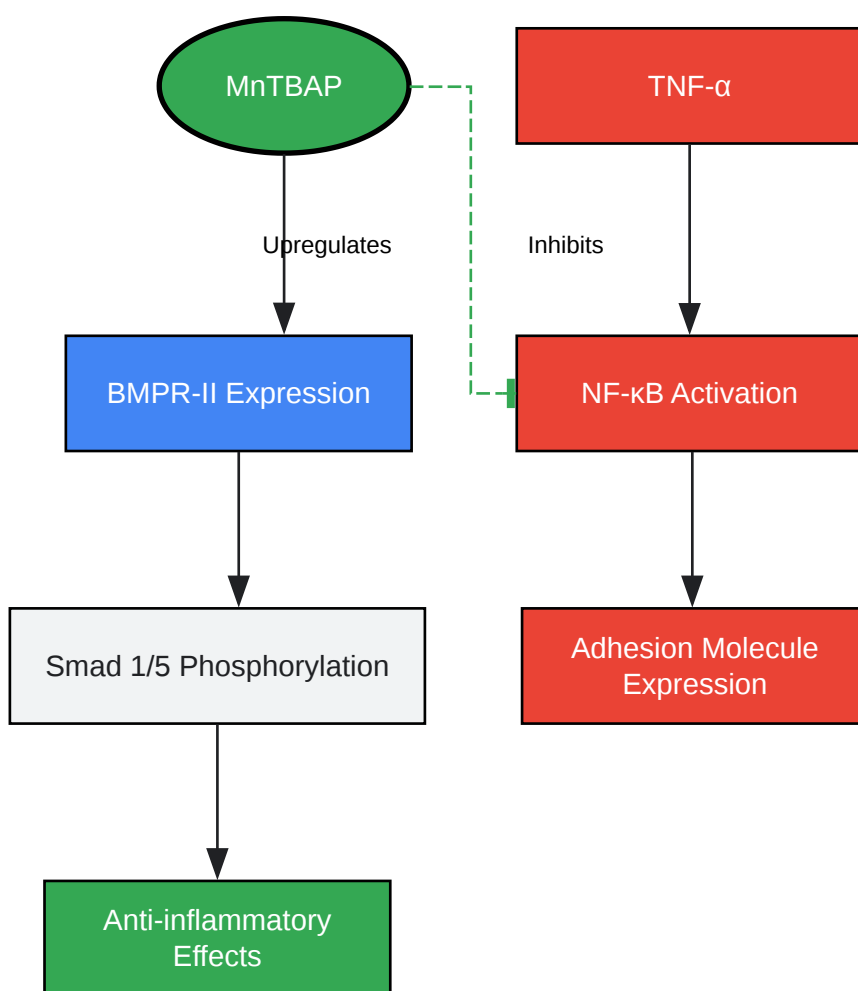 MnTBAP
TNF-α
Upregulates
Inhibits
BMPR-II Expression
NF-κB Activation
Smad 1/5 Phosphorylation
Adhesion Molecule
Expression
Anti-inflammatory
Effects